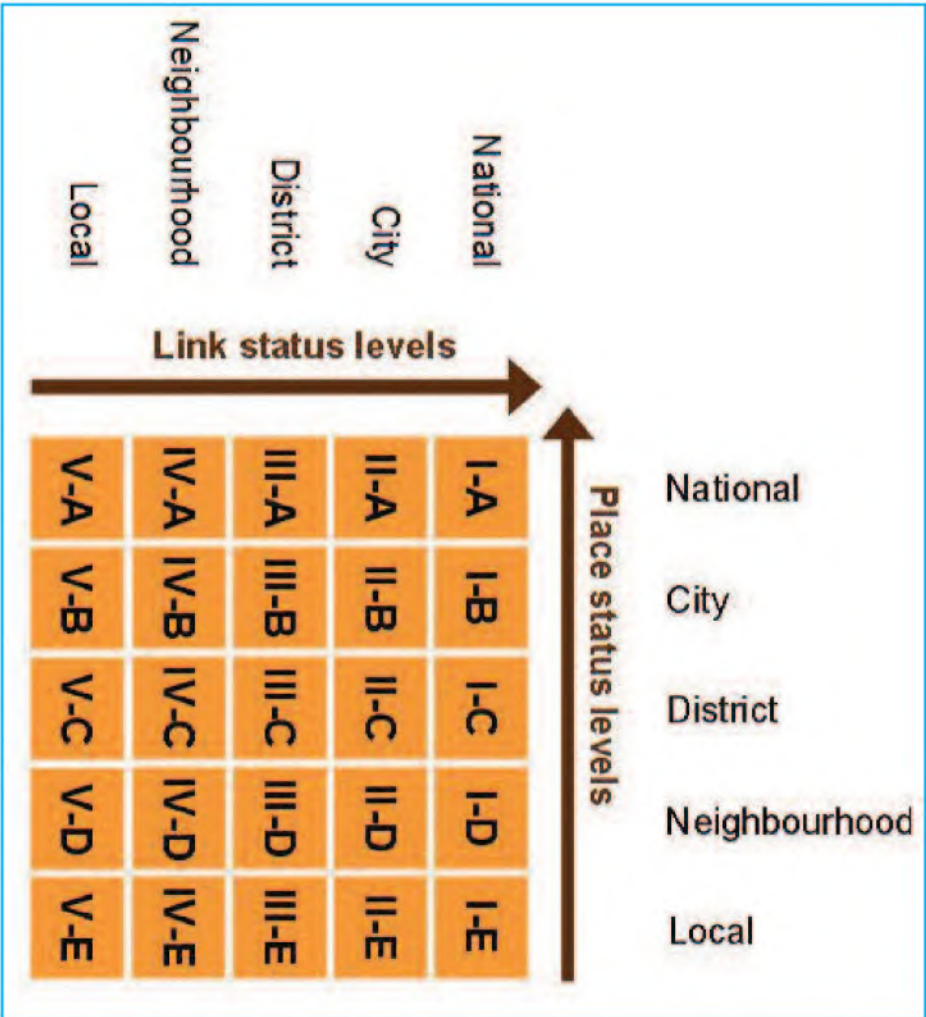 Local
Neighbourhood
District
City
National
Link status levels
Place status levels
V-A IV-A III-A II-A I-A National
V-B IV-B III-B II-B I-B City
V-C IV-C III-C II-C I-C District
V-D IV-D III-D II-D I-D Neighbourhood
V-E IV-E III-E II-E I-E Local